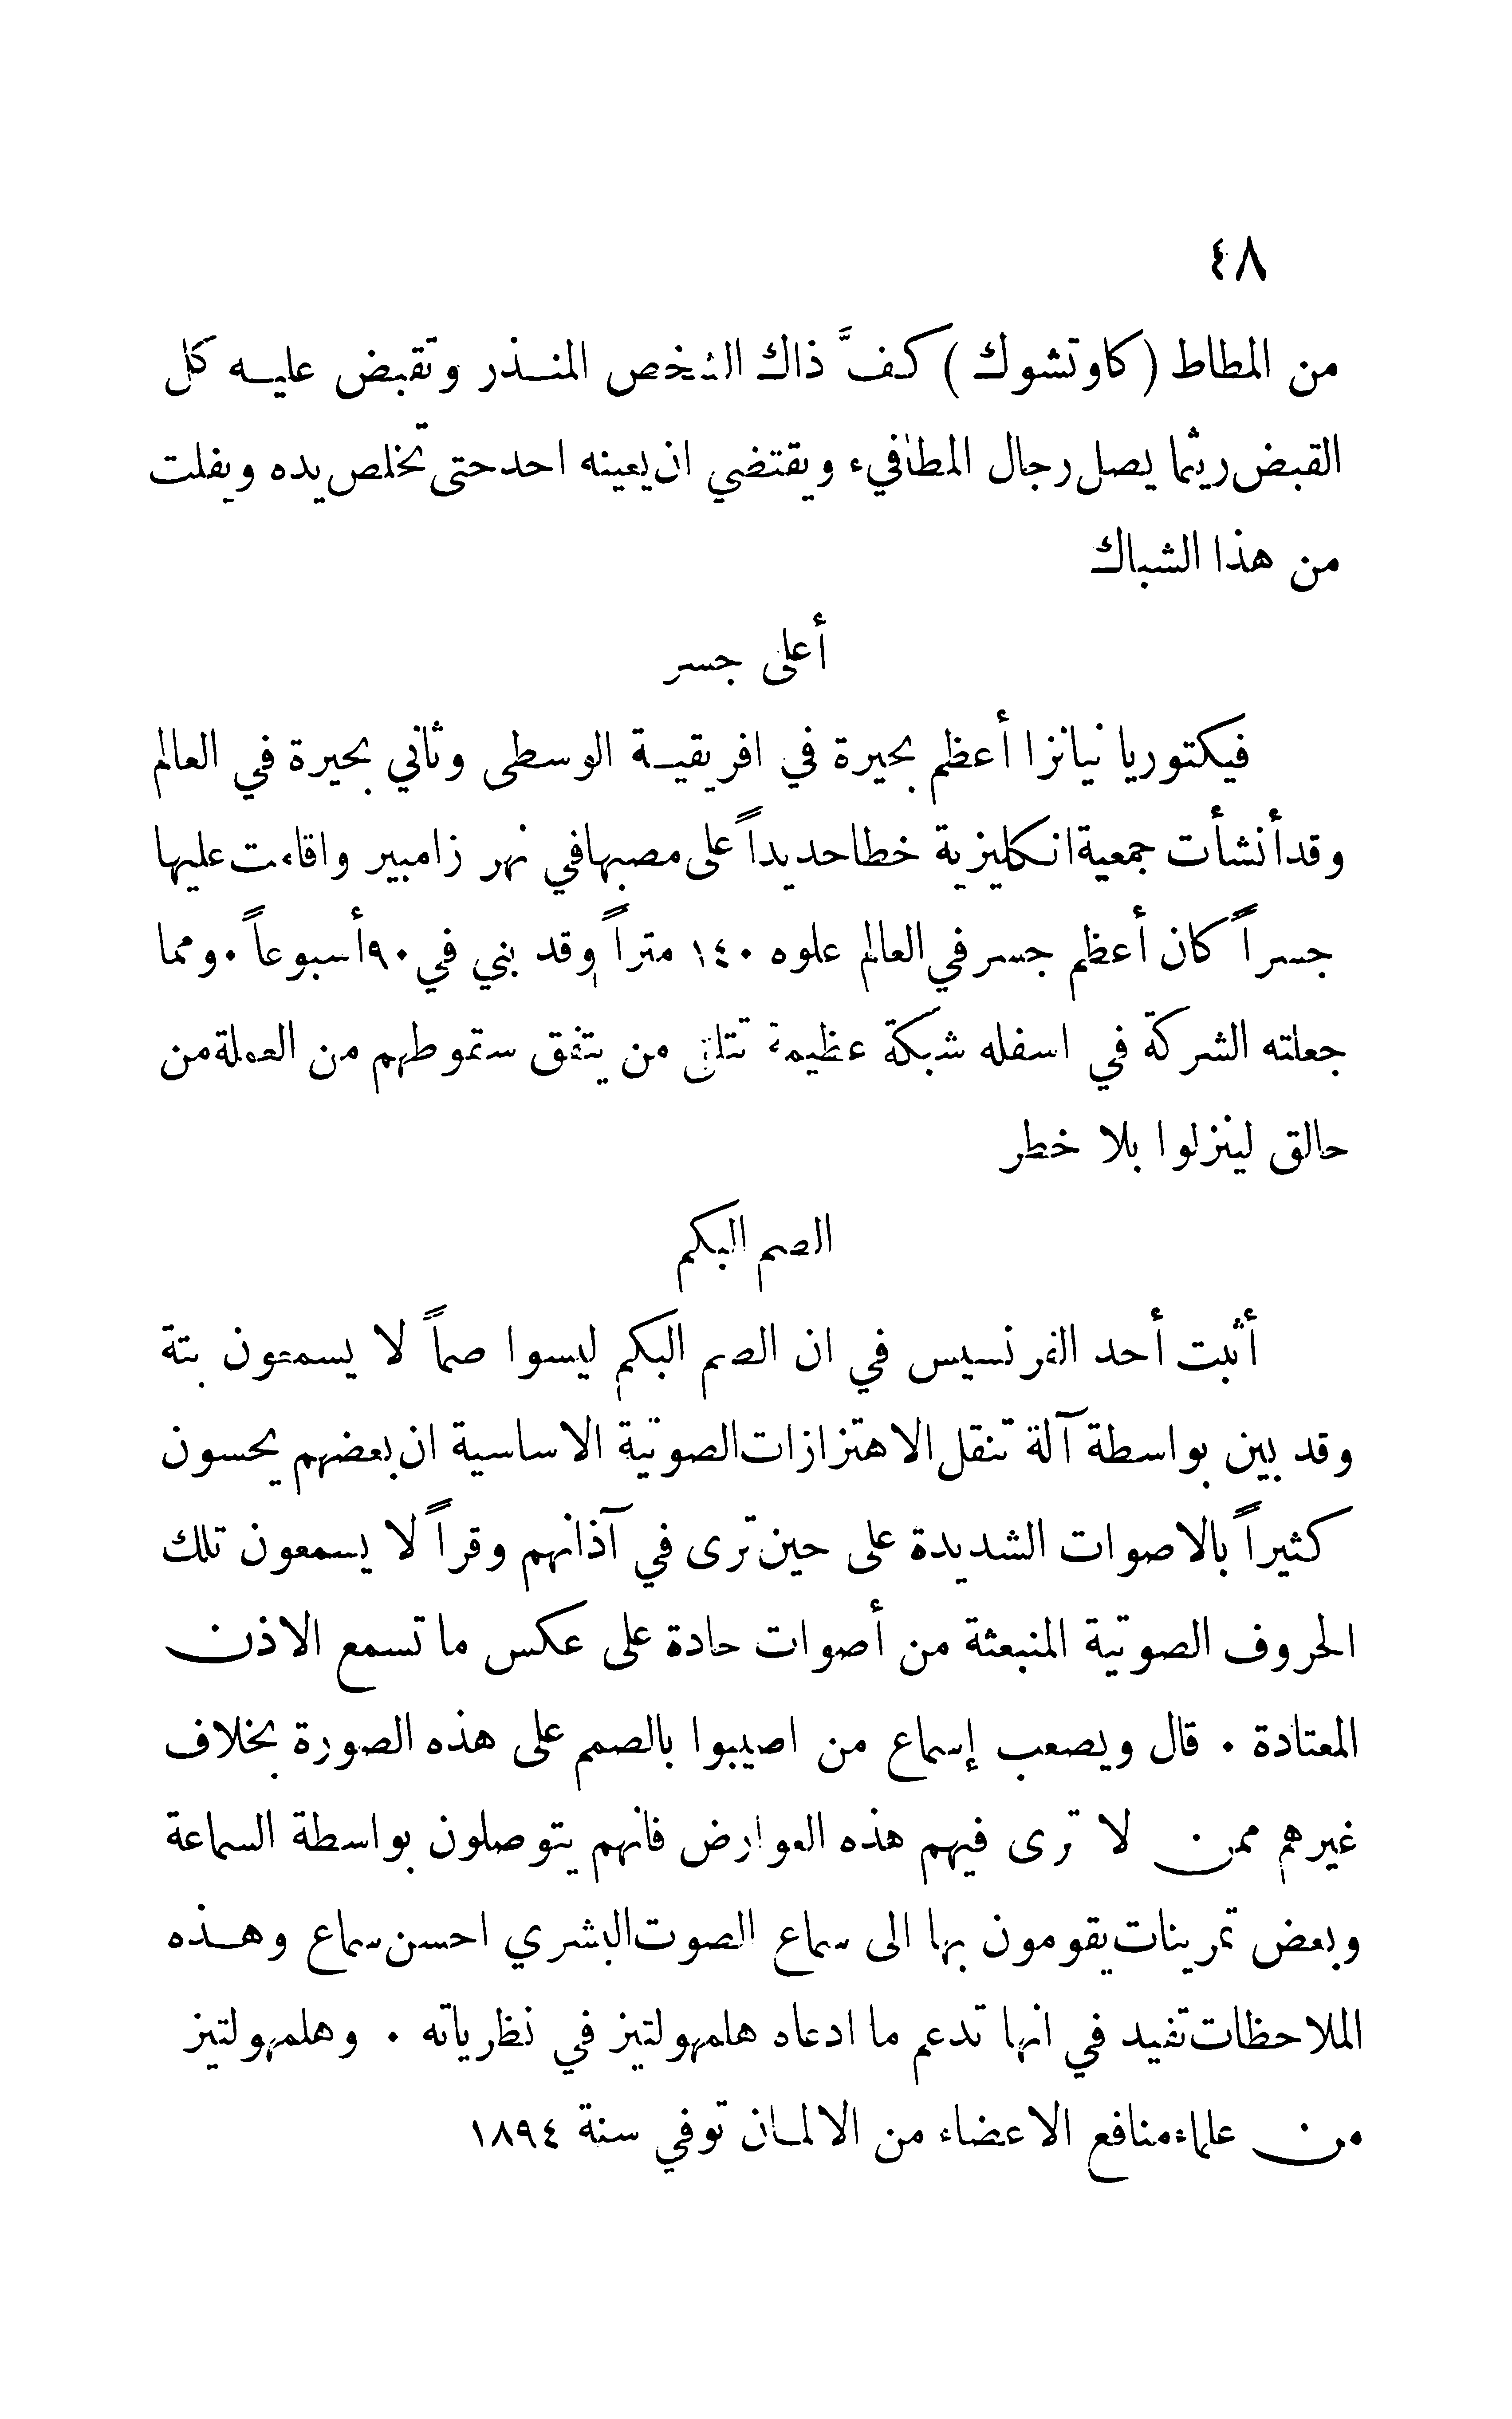 ٤٨
من المطاط (كاوتشوك) كفَّ ذاك الشخص المنذر وتقبض عليه كل
القبض ريثما يصل رجال المطافيء ويقتضي ان يعينه احد حتى تخلص يده ويفلت
من هذا الشباك
أعلى جسر
فيكتوريا نيانزا أعظم بحيرة في افريقية الوسطى وثاني بحيرة في العالم
وقد أنشأت جمعية انكليزية خطا حديداً على مصبها في نهر زامبير واقامت عليها
جسراً كان أعظم جسر في العالم علوه ١٤٠ متراً وقد بني في ٩٠ أسبوعاً ٠ ومما
جعلته الشركة في اسفله شبكة عظيمة تتلقى من يتفق سقوطهم من العملة من
حالق لينزلوا بلا خطر
الصم البكم
أثبت أحد الفرنسيس في ان الصم البكم ليسوا صماً لا يسمعون بتة
وقد بين بواسطة آلة تنقل الاهتزازات الصوتية الاساسية ان بعضهم يحسون
كثيراً بالاصوات الشديدة على حين ترى في آذانهم وقراً لا يسمعون تلك
الحروف الصوتية المنبعثة من أصوات حادة على عكس ما تسمع الاذن
المعتادة ٠ قال ويصعب إسماع من اصيبوا بالصمم على هذه الصورة بخلاف
غيرهم ممن لا ترى فيهم هذه العوارض فانهم يتوصلون بواسطة السماعة
وبعض تمرينات يقومون بها الى سماع الصوت البشري احسن سماع وهذه
الملاحظات تفيد في انها تدعم ما ادعاه هلمهولتيز في نظرياته ٠ وهلمهولتيز
من علماء منافع الاعضاء من الالمان توفي سنة ١٨٩٤